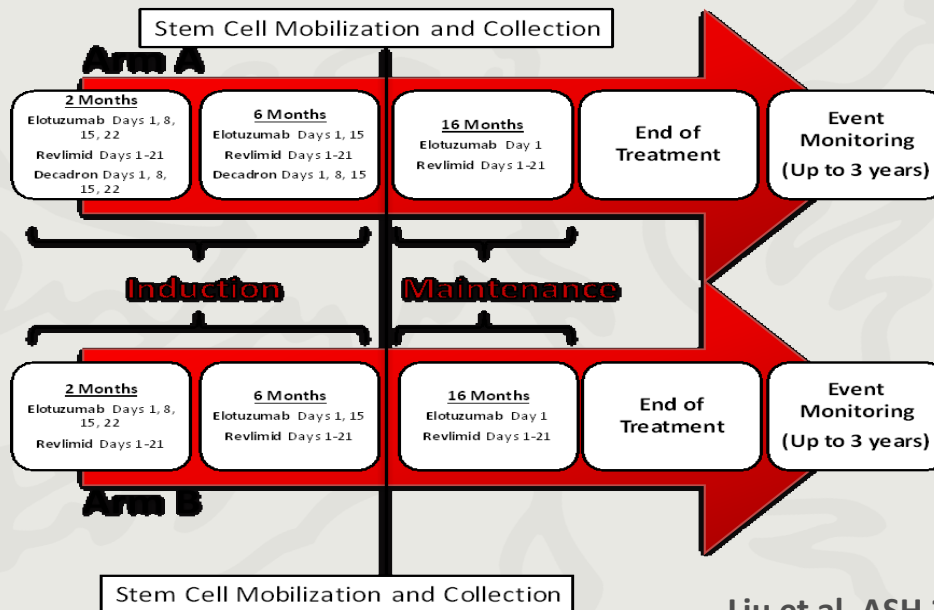 Stem Cell Mobilization and Collection
Arm A
2 Months
Elotuzumab Days 1, 8,
15, 22
Revlimid Days 1-21
Decadron Days 1, 8,
15, 22
6 Months
Elotuzumab Days 1, 15
Revlimid Days 1-21
Decadron Days 1, 8, 15
16 Months
Elotuzumab Day 1
Revlimid Days 1-21
End of
Treatment
Event
Monitoring
(Up to 3 years)
Induction
Maintenance
2 Months
Elotuzumab Days 1, 8,
15, 22
Revlimid Days 1-21
6 Months
Elotuzumab Days 1, 15
Revlimid Days 1-21
16 Months
Elotuzumab Day 1
Revlimid Days 1-21
End of
Treatment
Event
Monitoring
(Up to 3 years)
Arm B
Stem Cell Mobilization and Collection
Liu et al. ASH